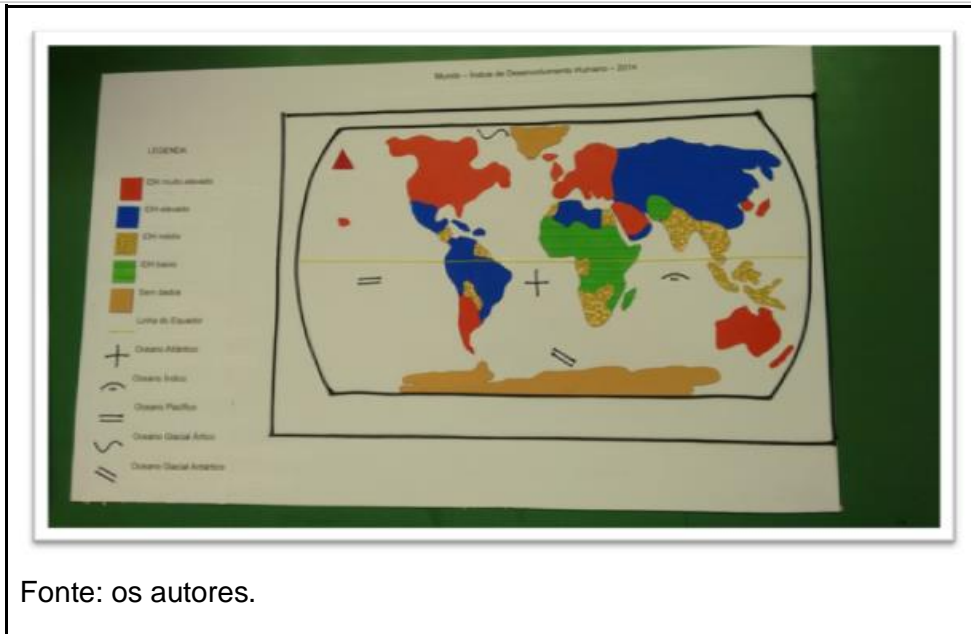 Mundo – Índice de Desenvolvimento Humano – 2014
LEGENDA
IDH muito elevado
IDH elevado
IDH médio
IDH baixo
Sem dados
Linha do Equador
Oceano Atlântico
Oceano Índico
Oceano Pacífico
Oceano Glacial Ártico
Oceano Glacial Antártico
Fonte: os autores.